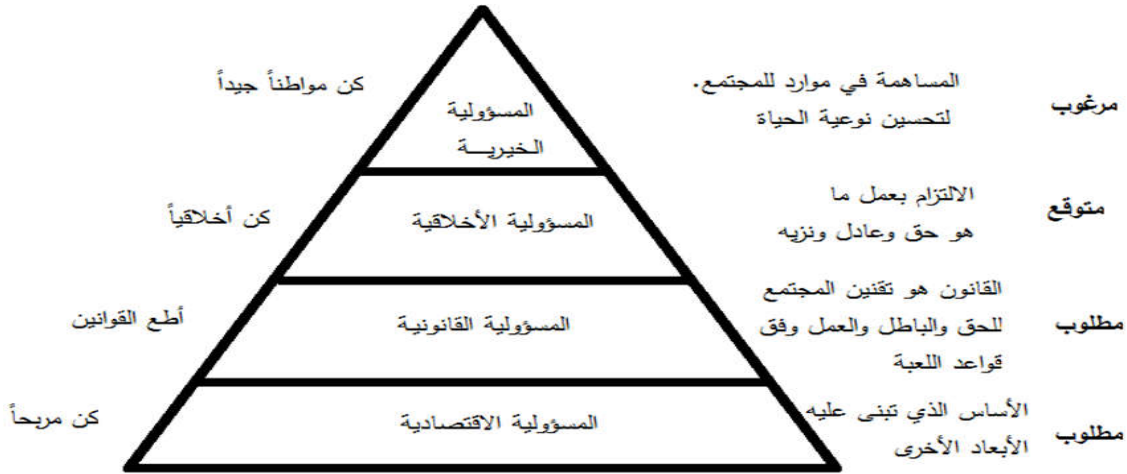 المساهمة في موارد للمجتمع.
لتحسين نوعية الحياة
مرغوب
كن مواطناً جيداً
المسؤولية
الخيريـــة
الالتزام بعمل ما
هو حق وعادل ونزيه
متوقع
المسؤولية الأخلاقية
كن أخلاقياً
القانون هو تقنين المجتمع
للحق والباطل والعمل وفق
قواعد اللعبة
مطلوب
المسؤولية القانونية
أطع القوانين
الأساس الذي تبنى عليه
الأبعاد الأخرى
مطلوب
المسؤولية الاقتصادية
كن مربحاً